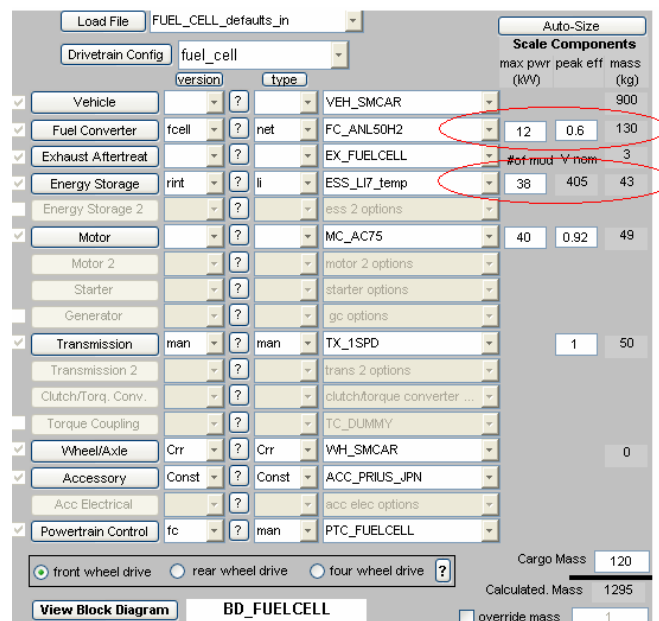 Load File FUEL_CELL_defaults_in Auto-Size
Drivetrain Config fuel_cell Scale Components
max pwr peak eff mass
version type (kW) (kg)
Vehicle ? VEH_SMCAR 900
Fuel Converter fcell ? net FC_ANL50H2 12 0.6 130
Exhaust Aftertreat ? EX_FUELCELL #of mod V nom 3
Energy Storage rint ? li ESS_LI7_temp 38 405 43
Energy Storage 2 ? ess 2 options
Motor ? MC_AC75 40 0.92 49
Motor 2 ? motor 2 options
Starter ? starter options
Generator ? gc options
Transmission man ? man TX_1SPD 1 50
Transmission 2 ? trans 2 options
Clutch/Torq. Conv. ? clutch/torque converter ...
Torque Coupling ? TC_DUMMY
Wheel/Axle Crr ? Crr WH_SMCAR 0
Accessory Const ? Const ACC_PRIUS_JPN
Acc Electrical ? acc elec options
Powertrain Control fc ? man PTC_FUELCELL
front wheel drive rear wheel drive four wheel drive ? Cargo Mass 120
Calculated. Mass 1295
View Block Diagram BD_FUELCELL override mass 1